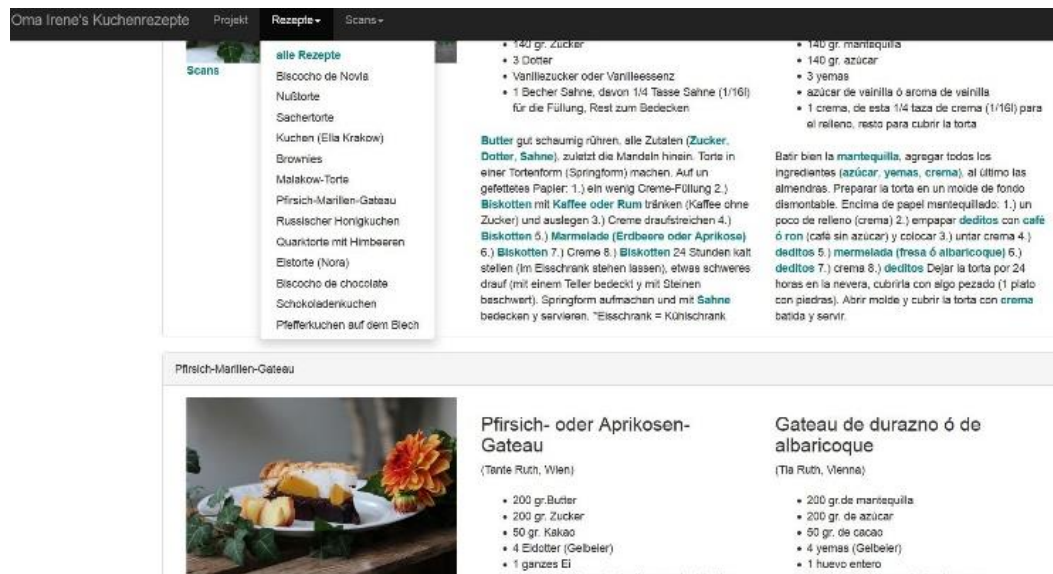 Oma Irene's Kuchenrezepte Projekt Rezepte Scans
alle Rezepte
Biscocho de Novia
Nußtorte
Sachertorte
Kuchen (Ella Krakow)
Brownies
Malakow-Torte
Pfirsich-Marillen-Gateau
Russischer Honigkuchen
Quarktorte mit Himbeeren
Eistorte (Nora)
Biscocho de chocolate
Schokoladenkuchen
Pfefferkuchen auf dem Blech
Scans
140 gr. Zucker
3 Dotter
Vanillezucker oder Vanilleessenz
1 Becher Sahne, davon 1/4 Tasse Sahne (1/16l)
für die Füllung, Rest zum Bedecken
Butter gut schaumig rühren, alle Zutaten (Zucker,
Dotter, Sahne), zuletzt die Mandeln hinein. Torte in
einer Tortenform (Springform) machen. Auf un
gefettetes Papier: 1.) ein wenig Creme-Füllung 2.)
Biskotten mit Kaffee oder Rum tränken (Kaffee ohne
Zucker) und auslegen 3.) Creme draufstreichen 4.)
Biskotten 5.) Marmelade (Erdbeere oder Aprikose)
6.) Biskotten 7.) Creme 8.) Biskotten 24 Stunden kalt
stellen (im Eisschrank stehen lassen), etwas schweres
drauf (mit einem Teller bedeckt y mit Steinen
beschwert). Springform aufmachen und mit Sahne
bedecken y servieren. *Eisschrank = Kühlschrank
140 gr. mantequilla
140 gr. azúcar
3 yemas
azúcar de vainilla ó aroma de vainilla
1 crema, de esta 1/4 taza de crema (1/16l) para
el relleno, resto para cubrir la torta
Batir bien la mantequilla, agregar todos los
ingredientes (azúcar, yemas, crema), al último las
almendras. Preparar la torta en un molde de fondo
dismontable. Encima de papel mantequillado: 1.) un
poco de relleno (crema) 2.) empapar deditos con café
ó ron (café sin azúcar) y colocar 3.) untar crema 4.)
deditos 5.) mermelada (fresa ó albaricoque) 6.)
deditos 7.) crema 8.) deditos Dejar la torta por 24
horas en la nevera, cubrirla con algo pezado (1 plato
con piedras). Abrir molde y cubrir la torta con crema
batida y servir.
Pfirsich-Marillen-Gateau
Pfirsich- oder Aprikosen-
Gateau
(Tante Ruth, Wien)
200 gr.Butter
200 gr. Zucker
50 gr. Kakao
4 Eidotter (Gelbeier)
1 ganzes Ei
Gateau de durazno ó de
albaricoque
(Tia Ruth, Vienna)
200 gr.de mantequilla
200 gr. de azúcar
50 gr. de cacao
4 yemas (Gelbeier)
1 huevo entero